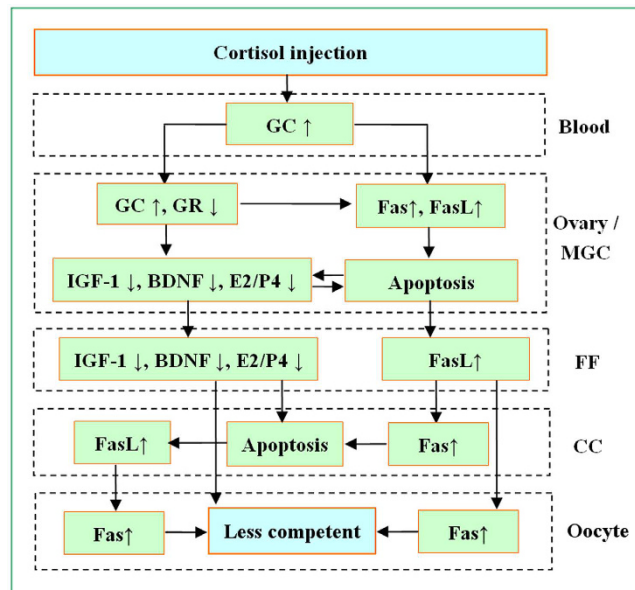 Cortisol injection
GC ↑
Blood
GC ↑, GR ↓
Fas↑, FasL↑
Ovary /
MGC
IGF-1 ↓, BDNF ↓, E2/P4 ↓
Apoptosis
IGF-1 ↓, BDNF ↓, E2/P4 ↓
FasL↑
FF
FasL↑
Apoptosis
Fas↑
CC
Fas↑
Less competent
Fas↑
Oocyte